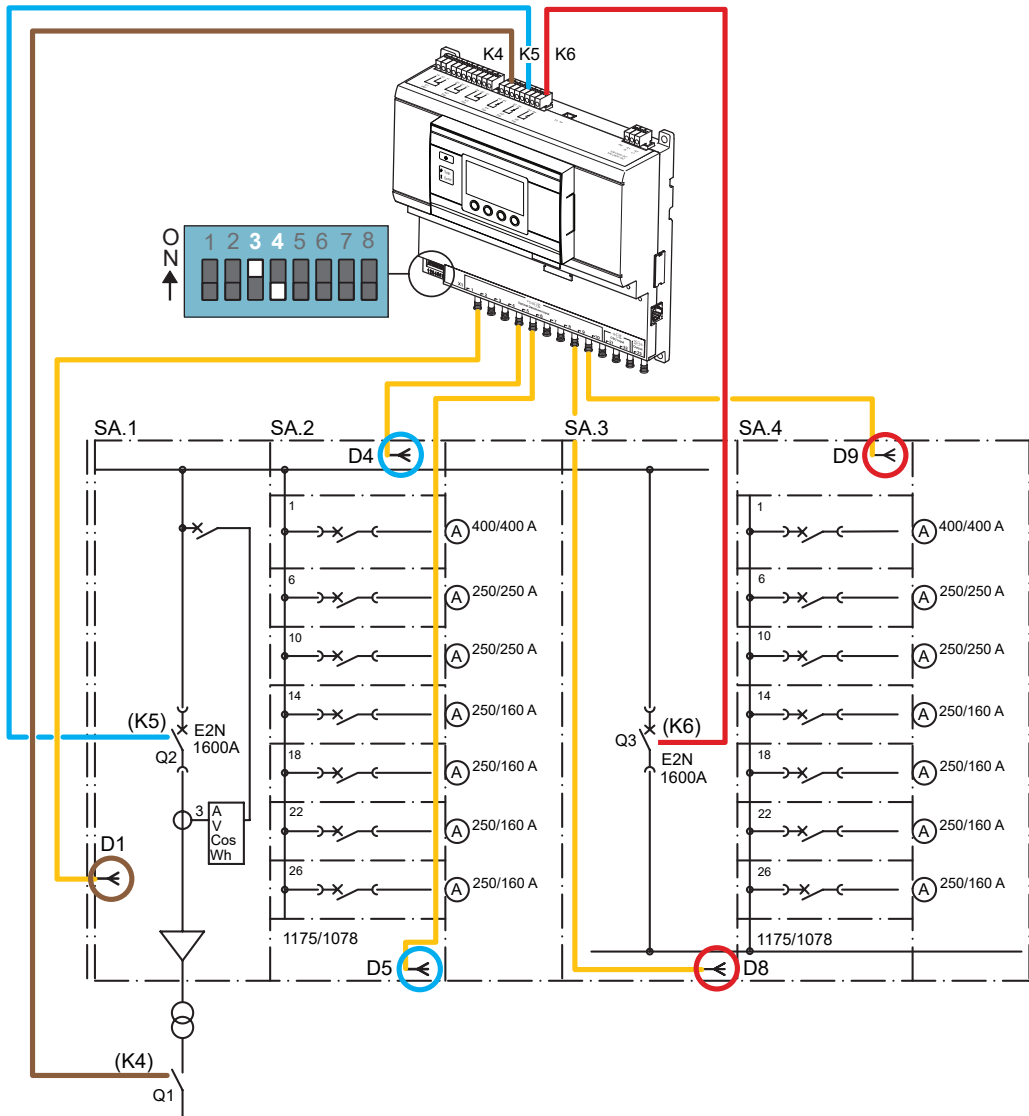 K4 K5 K6
O
N
1 2 3 4 5 6 7 8
SA.1
SA.2
SA.3
SA.4
D4
D9
1
400/400 A
A
6
250/250 A
A
10
250/250 A
A
14
250/160 A
A
18
250/160 A
A
22
250/160 A
A
26
250/160 A
A
1175/1078
D5
(K5)
E2N
1600A
Q2
3
A
V
Cos
Wh
D1
(K4)
Q1
(K6)
Q3
E2N
1600A
1
400/400 A
A
6
250/250 A
A
10
250/250 A
A
14
250/160 A
A
18
250/160 A
A
22
250/160 A
A
26
250/160 A
A
1175/1078
D8